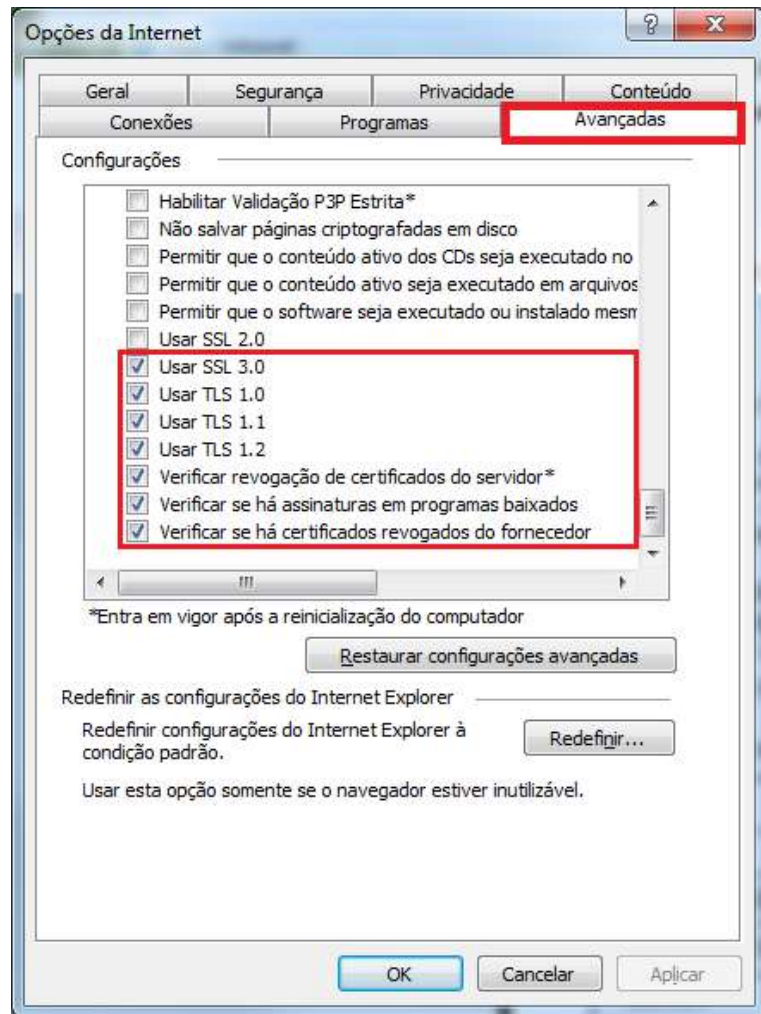 Opções da Internet
Geral Segurança Privacidade Conteúdo
Conexões Programas Avançadas
Configurações
Habilitar Validação P3P Estrita*
Não salvar páginas criptografadas em disco
Permitir que o conteúdo ativo dos CDs seja executado no
Permitir que o conteúdo ativo seja executado em arquivos
Permitir que o software seja executado ou instalado mesm
Usar SSL 2.0
Usar SSL 3.0
Usar TLS 1.0
Usar TLS 1.1
Usar TLS 1.2
Verificar revogação de certificados do servidor*
Verificar se há assinaturas em programas baixados
Verificar se há certificados revogados do fornecedor
*Entra em vigor após a reinicialização do computador
Restaurar configurações avançadas
Redefinir as configurações do Internet Explorer
Redefinir configurações do Internet Explorer à
condição padrão.
Redefinir...
Usar esta opção somente se o navegador estiver inutilizável.
OK Cancelar Aplicar